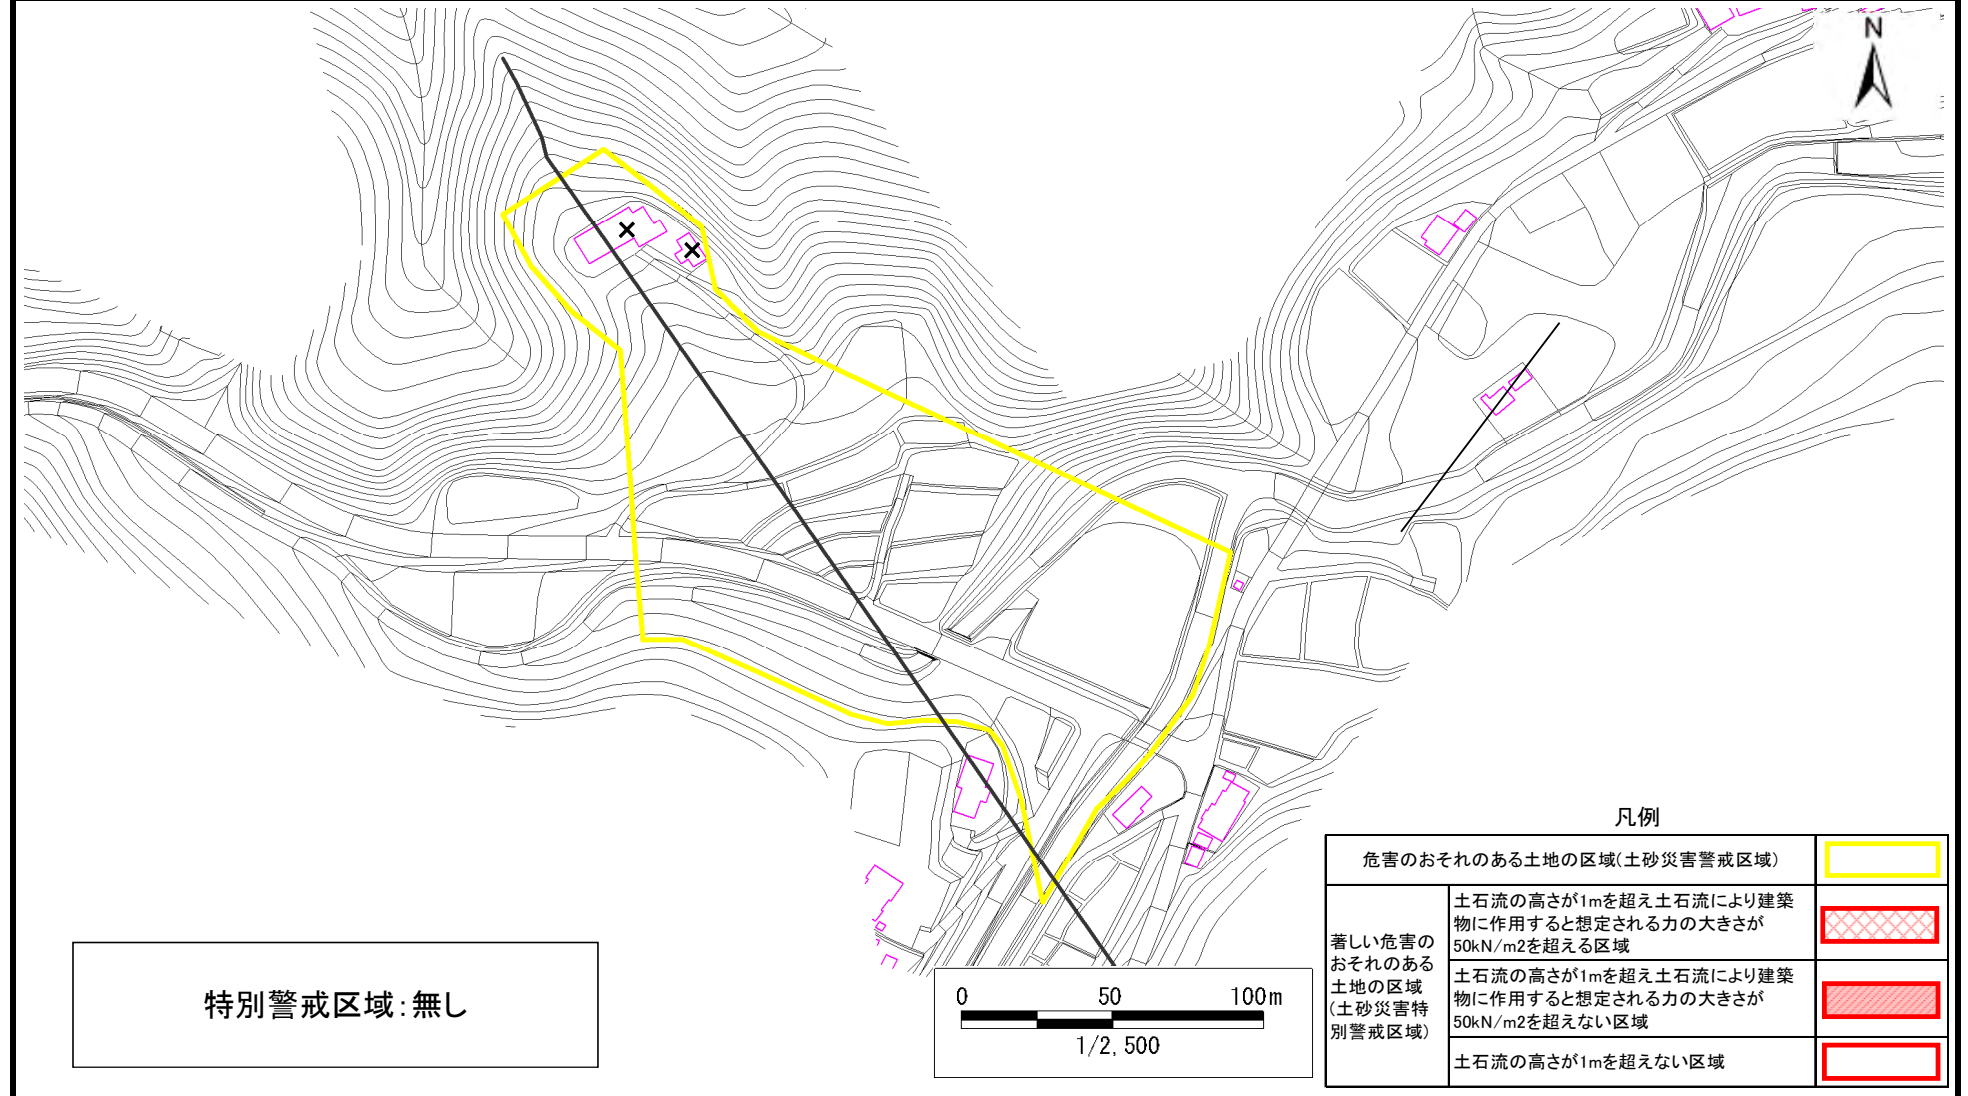 N
凡例
危害のおそれのある土地の区域(土砂災害警戒区域)
著しい危害の
おそれのある
土地の区域
(土砂災害特
別警戒区域)
土石流の高さが1mを超え土石流により建築
物に作用すると想定される力の大きさが
50kN/m2を超える区域
土石流の高さが1mを超え土石流により建築
物に作用すると想定される力の大きさが
50kN/m2を超えない区域
土石流の高さが1mを超えない区域
特別警戒区域:無し
0 50 100m
1/2,500